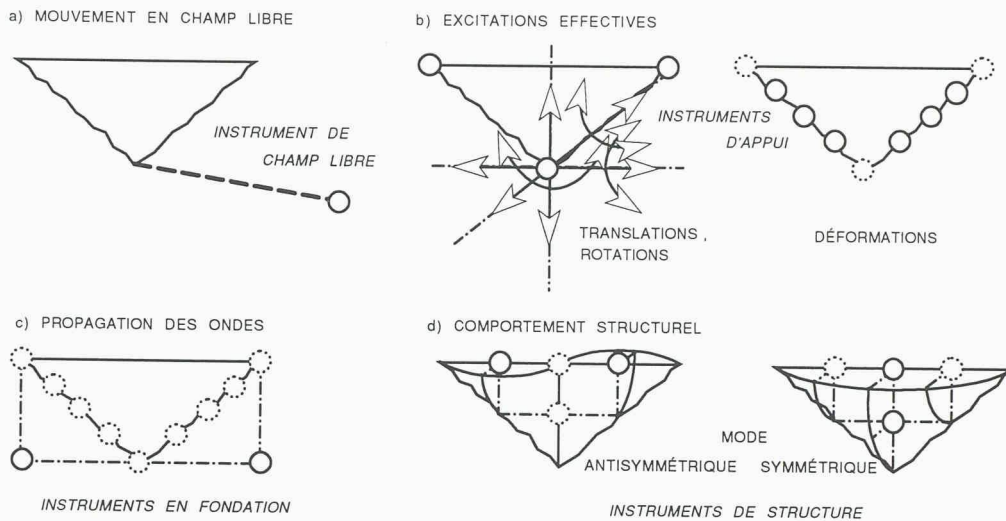 a) MOUVEMENT EN CHAMP LIBRE
INSTRUMENT DE
CHAMP LIBRE
b) EXCITATIONS EFFECTIVES
INSTRUMENTS
D'APPUI
TRANSLATIONS,
ROTATIONS
DÉFORMATIONS
c) PROPAGATION DES ONDES
INSTRUMENTS EN FONDATION
d) COMPORTEMENT STRUCTUREL
MODE
ANTISYMMÉTRIQUE SYMMÉTRIQUE
INSTRUMENTS DE STRUCTURE